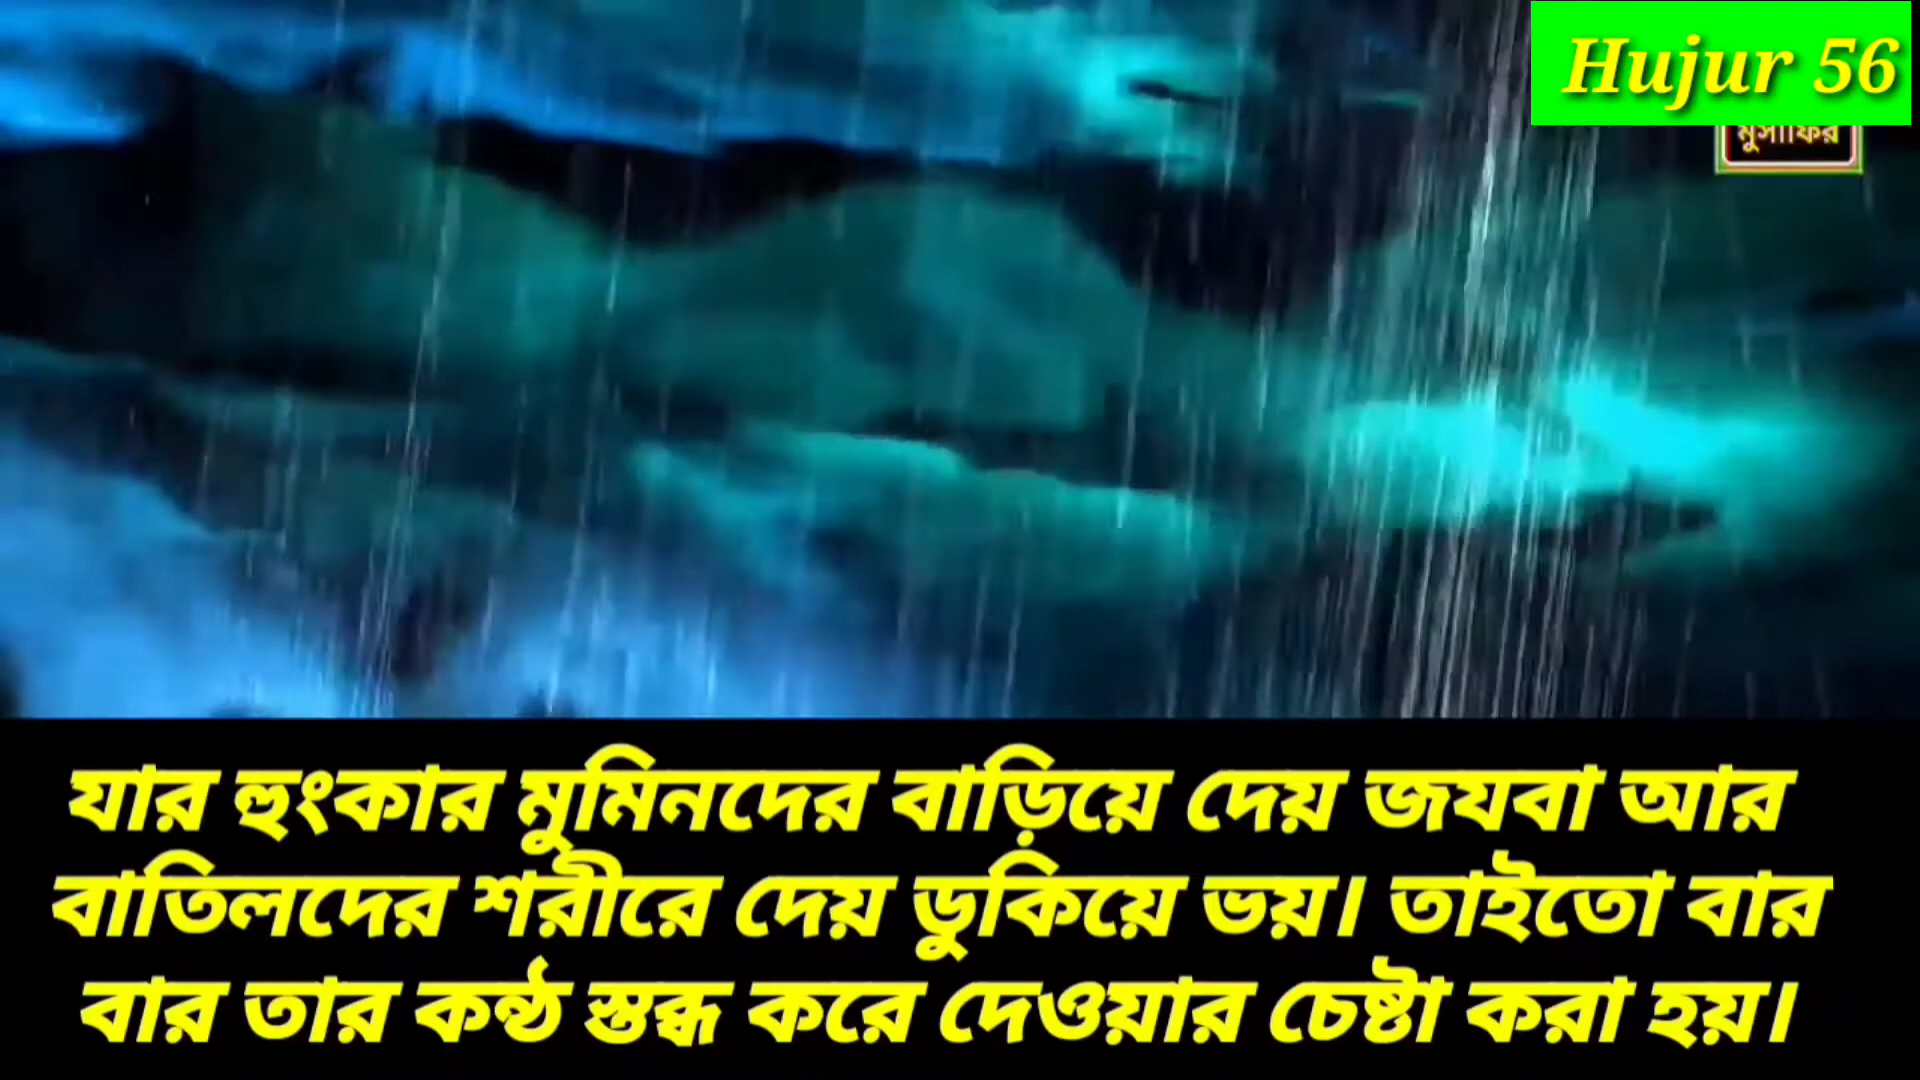 Hujur 56
মুসাফির
যার হুংকার মুমিনদের বাড়িয়ে দেয় জযবা আর
বাতিলদের শরীরে দেয় ডুকিয়ে ভয়। তাইতো বার
বার তার কন্ঠ স্তব্ধ করে দেওয়ার চেষ্টা করা হয়।